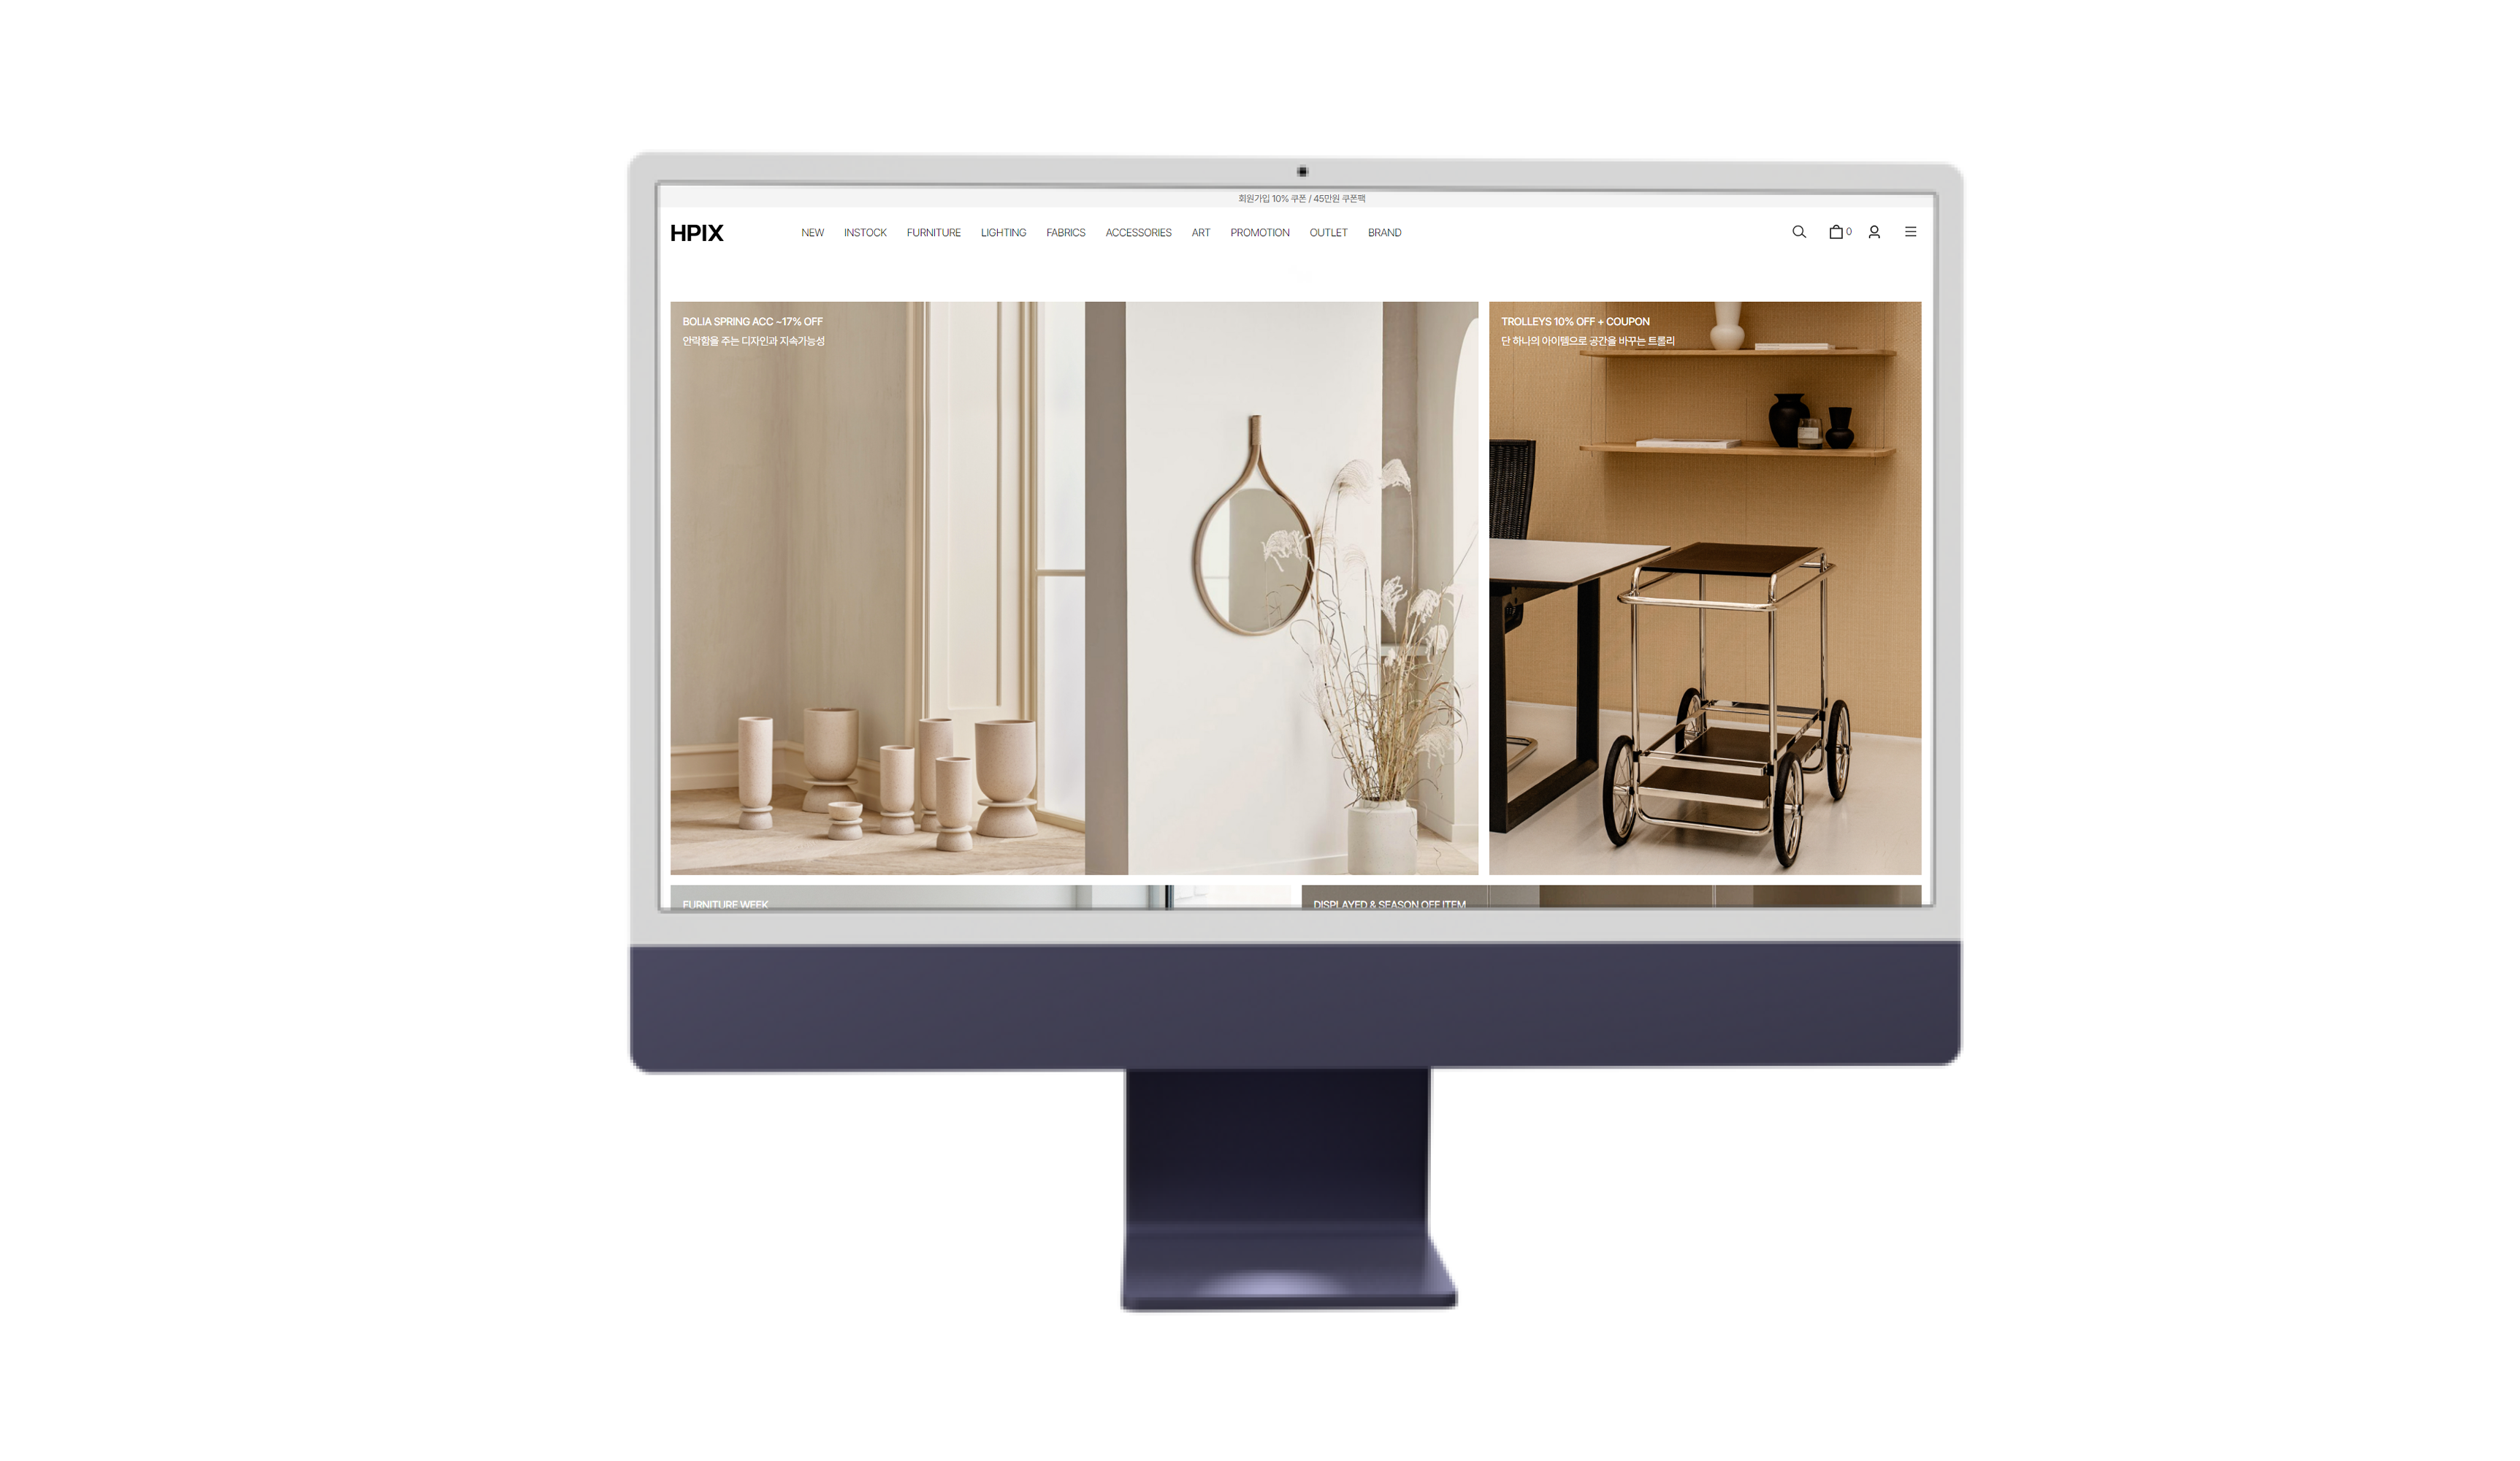 회원가입 10% 쿠폰 / 45만원 쿠폰팩
HPIX NEW INSTOCK FURNITURE LIGHTING FABRICS ACCESSORIES ART PROMOTION OUTLET BRAND 0
BOLIA SPRING ACC ~17% OFF
안락함을 주는 디자인과 지속가능성
TROLLEYS 10% OFF + COUPON
단 하나의 아이템으로 공간을 바꾸는 트롤리
FURNITURE WEEK
DISPLAYED & SEASON OFF ITEM